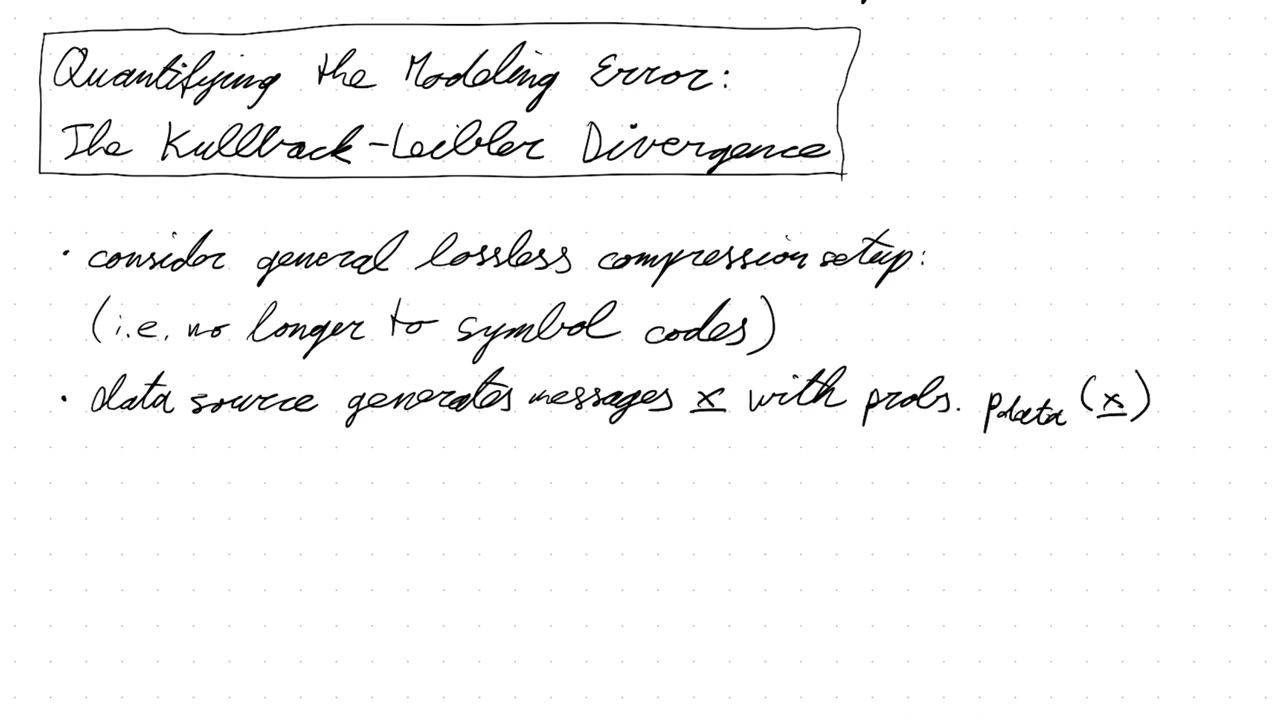 Quantifying the Modeling Error:
The Kullback-Leibler Divergence
• consider general lossless compression setup:
(i.e. no longer to symbol codes)
• data source generates messages x with probs. pdata (x)